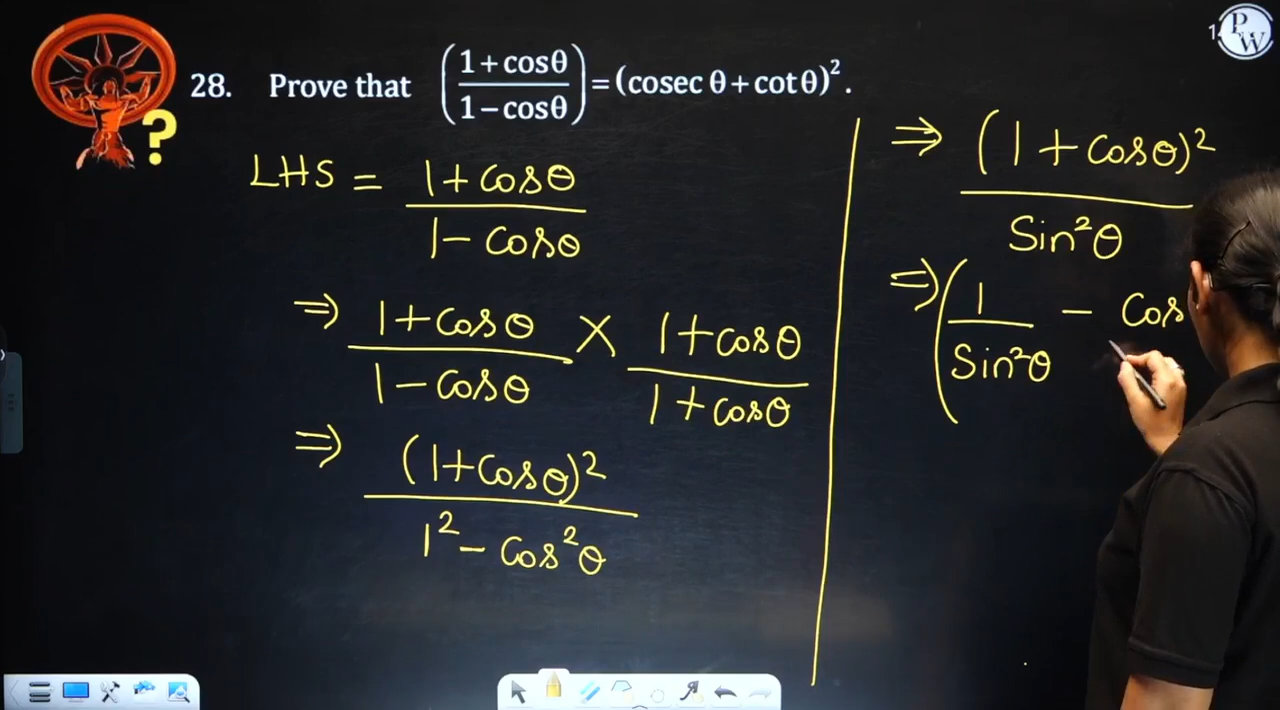 28. Prove that ((1+cosθ)/(1−cosθ)) = (cosec θ+cot θ)².
LHS = (1+cosθ)/(1−cosθ)
⇒ (1+cosθ)/(1−cosθ) × (1+cosθ)/(1+cosθ)
⇒ (1+cosθ)²/(1²−cos²θ)
⇒ (1+cosθ)²/Sin²θ
⇒ (1/Sin²θ − Cos
PW